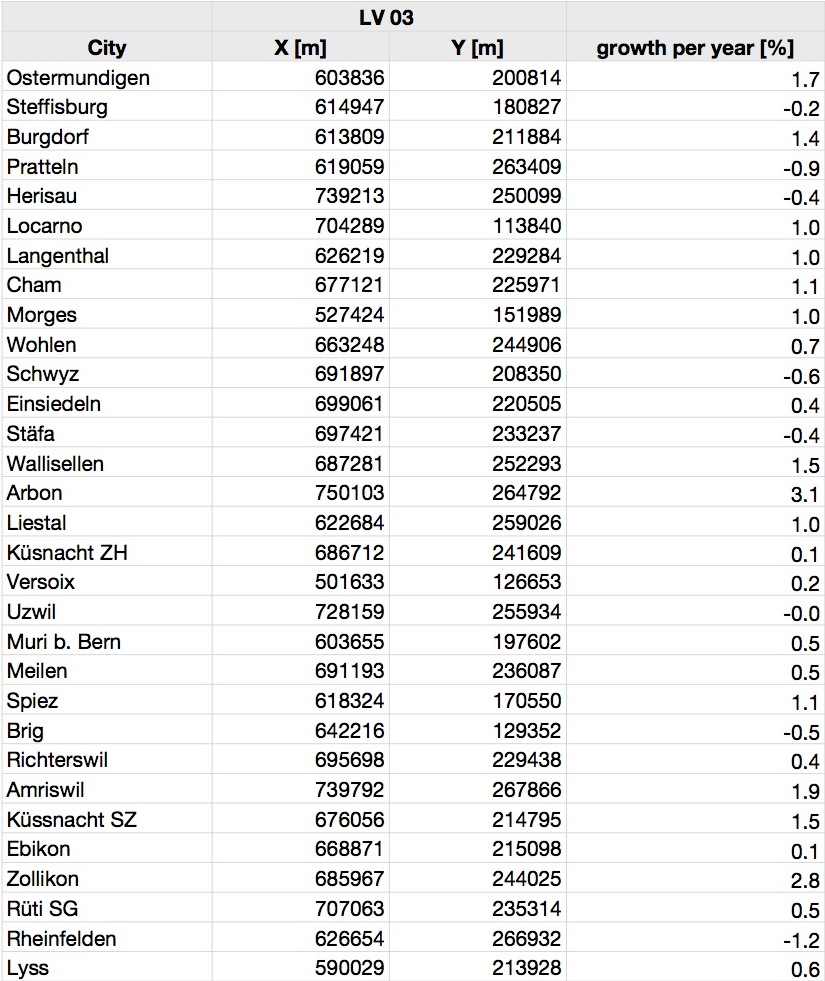 LV 03
City X [m] Y [m] growth per year [%]
Ostermundigen 603836 200814 1.7
Steffisburg 614947 180827 -0.2
Burgdorf 613809 211884 1.4
Pratteln 619059 263409 -0.9
Herisau 739213 250099 -0.4
Locarno 704289 113840 1.0
Langenthal 626219 229284 1.0
Cham 677121 225971 1.1
Morges 527424 151989 1.0
Wohlen 663248 244906 0.7
Schwyz 691897 208350 -0.6
Einsiedeln 699061 220505 0.4
Stäfa 697421 233237 -0.4
Wallisellen 687281 252293 1.5
Arbon 750103 264792 3.1
Liestal 622684 259026 1.0
Küsnacht ZH 686712 241609 0.1
Versoix 501633 126653 0.2
Uzwil 728159 255934 -0.0
Muri b. Bern 603655 197602 0.5
Meilen 691193 236087 0.5
Spiez 618324 170550 1.1
Brig 642216 129352 -0.5
Richterswil 695698 229438 0.4
Amriswil 739792 267866 1.9
Küssnacht SZ 676056 214795 1.5
Ebikon 668871 215098 0.1
Zollikon 685967 244025 2.8
Rüti SG 707063 235314 0.5
Rheinfelden 626654 266932 -1.2
Lyss 590029 213928 0.6